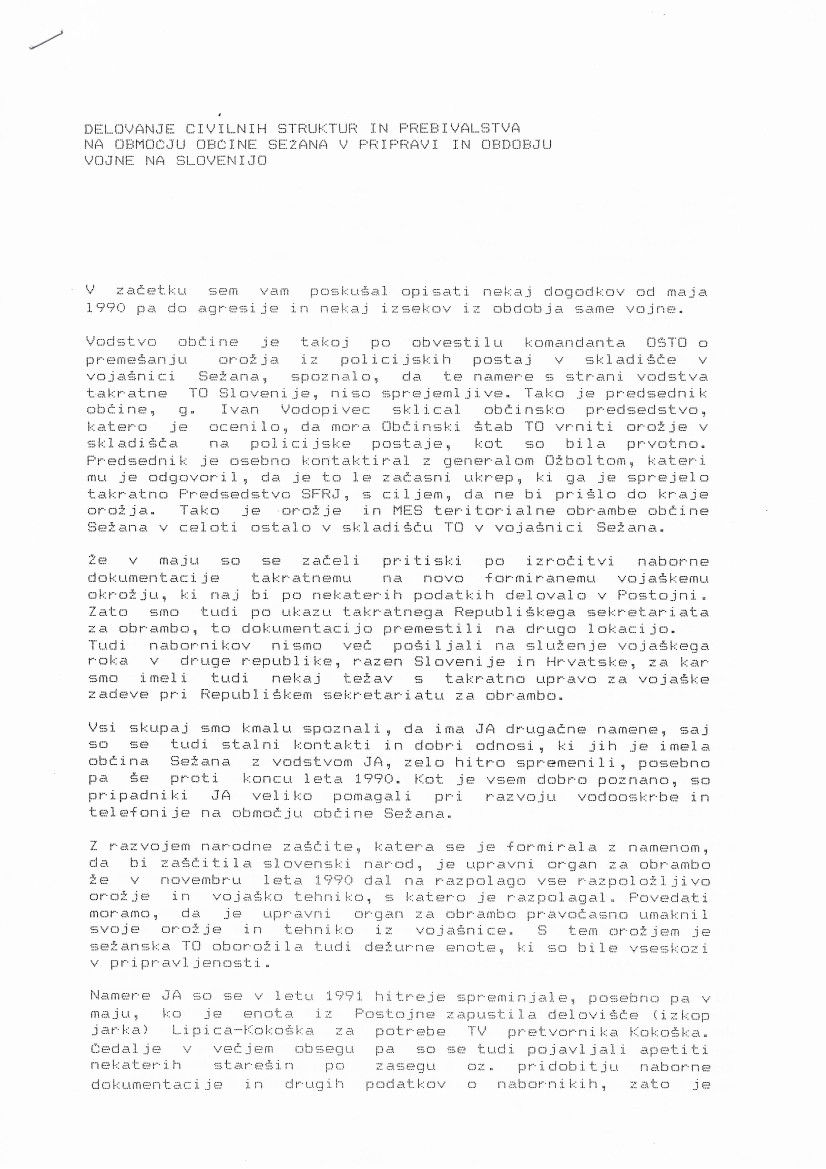 DELOVANJE CIVILNIH STRUKTUR IN PREBIVALSTVA
NA OBMOČJU OBČINE SEŽANA V PRIPRAVI IN OBDOBJU
VOJNE NA SLOVENIJO
V začetku sem vam poskušal opisati nekaj dogodkov od maja
1990 pa do agresije in nekaj izsekov iz obdobja same vojne.
Vodstvo občine je takoj po obvestilu komandanta OŠTO o
premešanju orožja iz policijskih postaj v skladišče v
vojašnici Sežana, spoznalo, da te namere s strani vodstva
takratne TO Slovenije, niso sprejemljive. Tako je predsednik
občine, g. Ivan Vodopivec sklical občinsko predsedstvo,
katero je ocenilo, da mora Občinski štab TO vrniti orožje v
skladišča na policijske postaje, kot so bila prvotno.
Predsednik je osebno kontaktiral z generalom Ožboltom, kateri
mu je odgovoril, da je to le začasni ukrep, ki ga je sprejelo
takratno Predsedstvo SFRJ, s ciljem, da ne bi prišlo do kraje
orožja. Tako je orožje in MES teritorialne obrambe občine
Sežana v celoti ostalo v skladišču TO v vojašnici Sežana.
Že v maju so se začeli pritiski po izročitvi naborne
dokumentacije takratnemu na novo formiranemu vojaškemu
okrožju, ki naj bi po nekaterih podatkih delovalo v Postojni.
Zato smo tudi po ukazu takratnega Republiškega sekretariata
za obrambo, to dokumentacijo premestili na drugo lokacijo.
Tudi nabornikov nismo več pošiljali na služenje vojaškega
roka v druge republike, razen Slovenije in Hrvatske, za kar
smo imeli tudi nekaj težav s takratno upravo za vojaške
zadeve pri Republiškem sekretariatu za obrambo.
Vsi skupaj smo kmalu spoznali, da ima JA drugačne namene, saj
so se tudi stalni kontakti in dobri odnosi, ki jih je imela
občina Sežana z vodstvom JA, zelo hitro spremenili, posebno
pa še proti koncu leta 1990. Kot je vsem dobro poznano, so
pripadniki JA veliko pomagali pri razvoju vodooskrbe in
telefonije na območju občine Sežana.
Z razvojem narodne zaščite, katera se je formirala z namenom,
da bi zaščitila slovenski narod, je upravni organ za obrambo
že v novembru leta 1990 dal na razpolago vse razpoložljivo
orožje in vojaško tehniko, s katero je razpolagal. Povedati
moramo, da je upravni organ za obrambo pravočasno umaknil
svoje orožje in tehniko iz vojašnice. S tem orožjem je
sežanska TO oborožila tudi dežurne enote, ki so bile vseskozi
v pripravljenosti.
Namere JA so se v letu 1991 hitreje spreminjale, posebno pa v
maju, ko je enota iz Postojne zapustila delovišče (izkop
jarka) Lipica-Kokoška za potrebe TV pretvornika Kokoška.
Čedalje v večjem obsegu pa so se tudi pojavljali apetiti
nekaterih starešin po zasegu oz. pridobitju naborne
dokumentacije in drugih podatkov o nabornikih, zato je